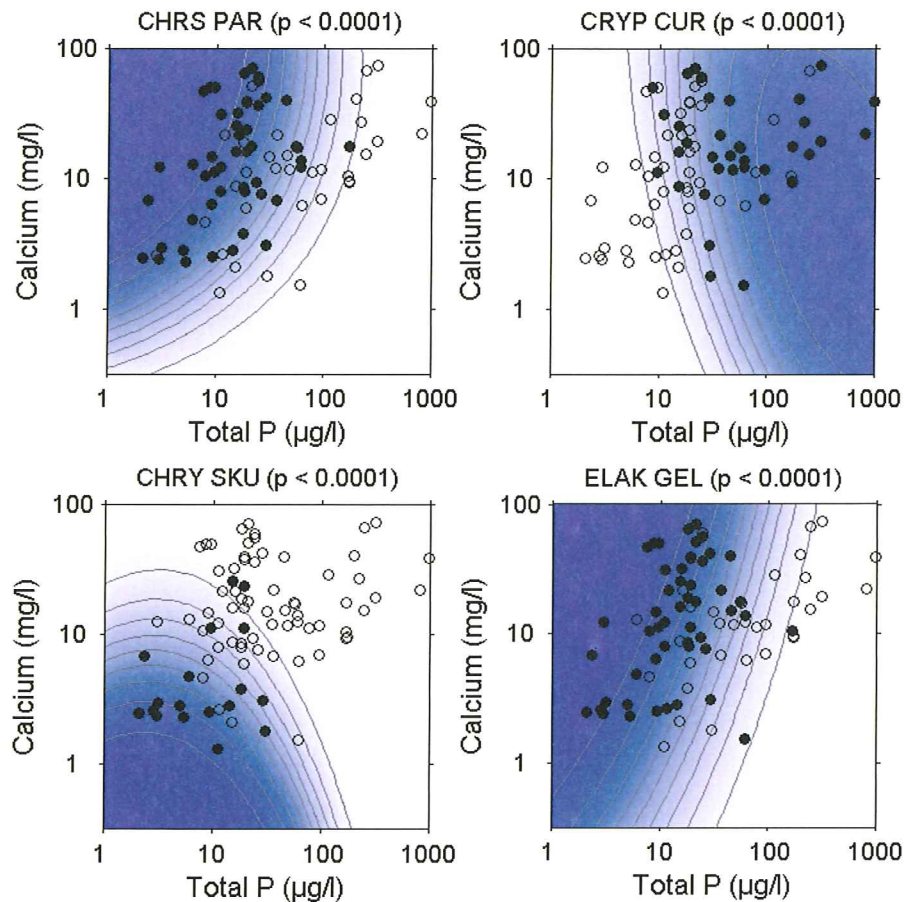 CHRS PAR (p < 0.0001)
100
10
1
Calcium (mg/l)
1 10 100 1000
Total P (µg/l)
CRYP CUR (p < 0.0001)
100
10
1
Calcium (mg/l)
1 10 100 1000
Total P (µg/l)
CHRY SKU (p < 0.0001)
100
10
1
Calcium (mg/l)
1 10 100 1000
Total P (µg/l)
ELAK GEL (p < 0.0001)
100
10
1
Calcium (mg/l)
1 10 100 1000
Total P (µg/l)